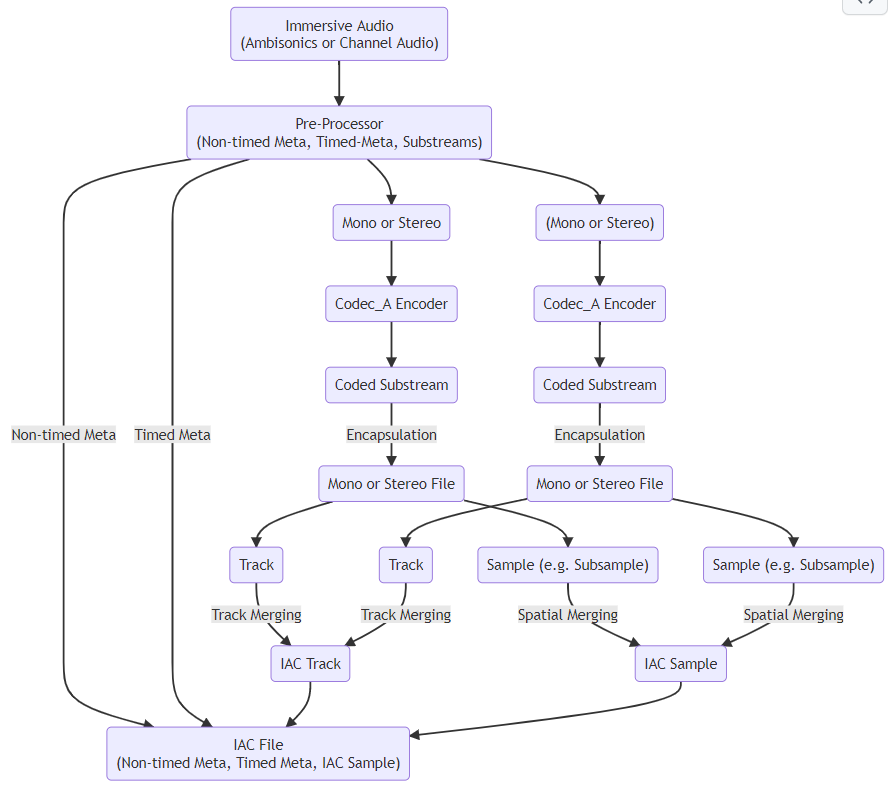 Immersive Audio
(Ambisonics or Channel Audio)
Pre-Processor
(Non-timed Meta, Timed-Meta, Substreams)
Mono or Stereo
(Mono or Stereo)
Codec_A Encoder
Codec_A Encoder
Coded Substream
Coded Substream
Non-timed Meta
Timed Meta
Encapsulation
Encapsulation
Mono or Stereo File
Mono or Stereo File
Track
Track
Sample (e.g. Subsample)
Sample (e.g. Subsample)
Track Merging
Track Merging
Spatial Merging
Spatial Merging
IAC Track
IAC Sample
IAC File
(Non-timed Meta, Timed Meta, IAC Sample)